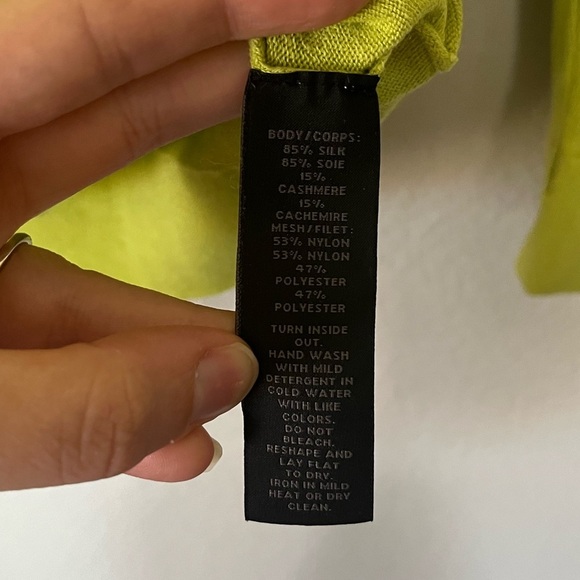 BODY/CORPS:
85% SILK
85% SOIE
15%
CASHMERE
15%
CACHEMIRE
MESH/FILET:
53% NYLON
53% NYLON
47%
POLYESTER
47%
POLYESTER
TURN INSIDE
OUT.
HAND WASH
WITH MILD
DETERGENT IN
COLD WATER
WITH LIKE
COLORS.
DO NOT
BLEACH.
RESHAPE AND
LAY FLAT
TO DRY.
IRON IN MILD
HEAT OR DRY
CLEAN.